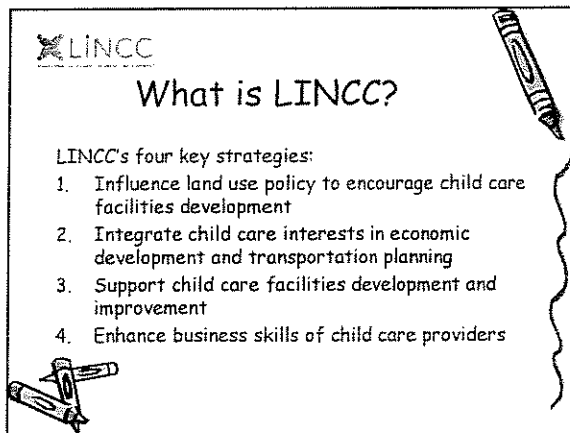 LiNCC
What is LINCC?
LINCC's four key strategies:
1. Influence land use policy to encourage child care
facilities development
2. Integrate child care interests in economic
development and transportation planning
3. Support child care facilities development and
improvement
4. Enhance business skills of child care providers